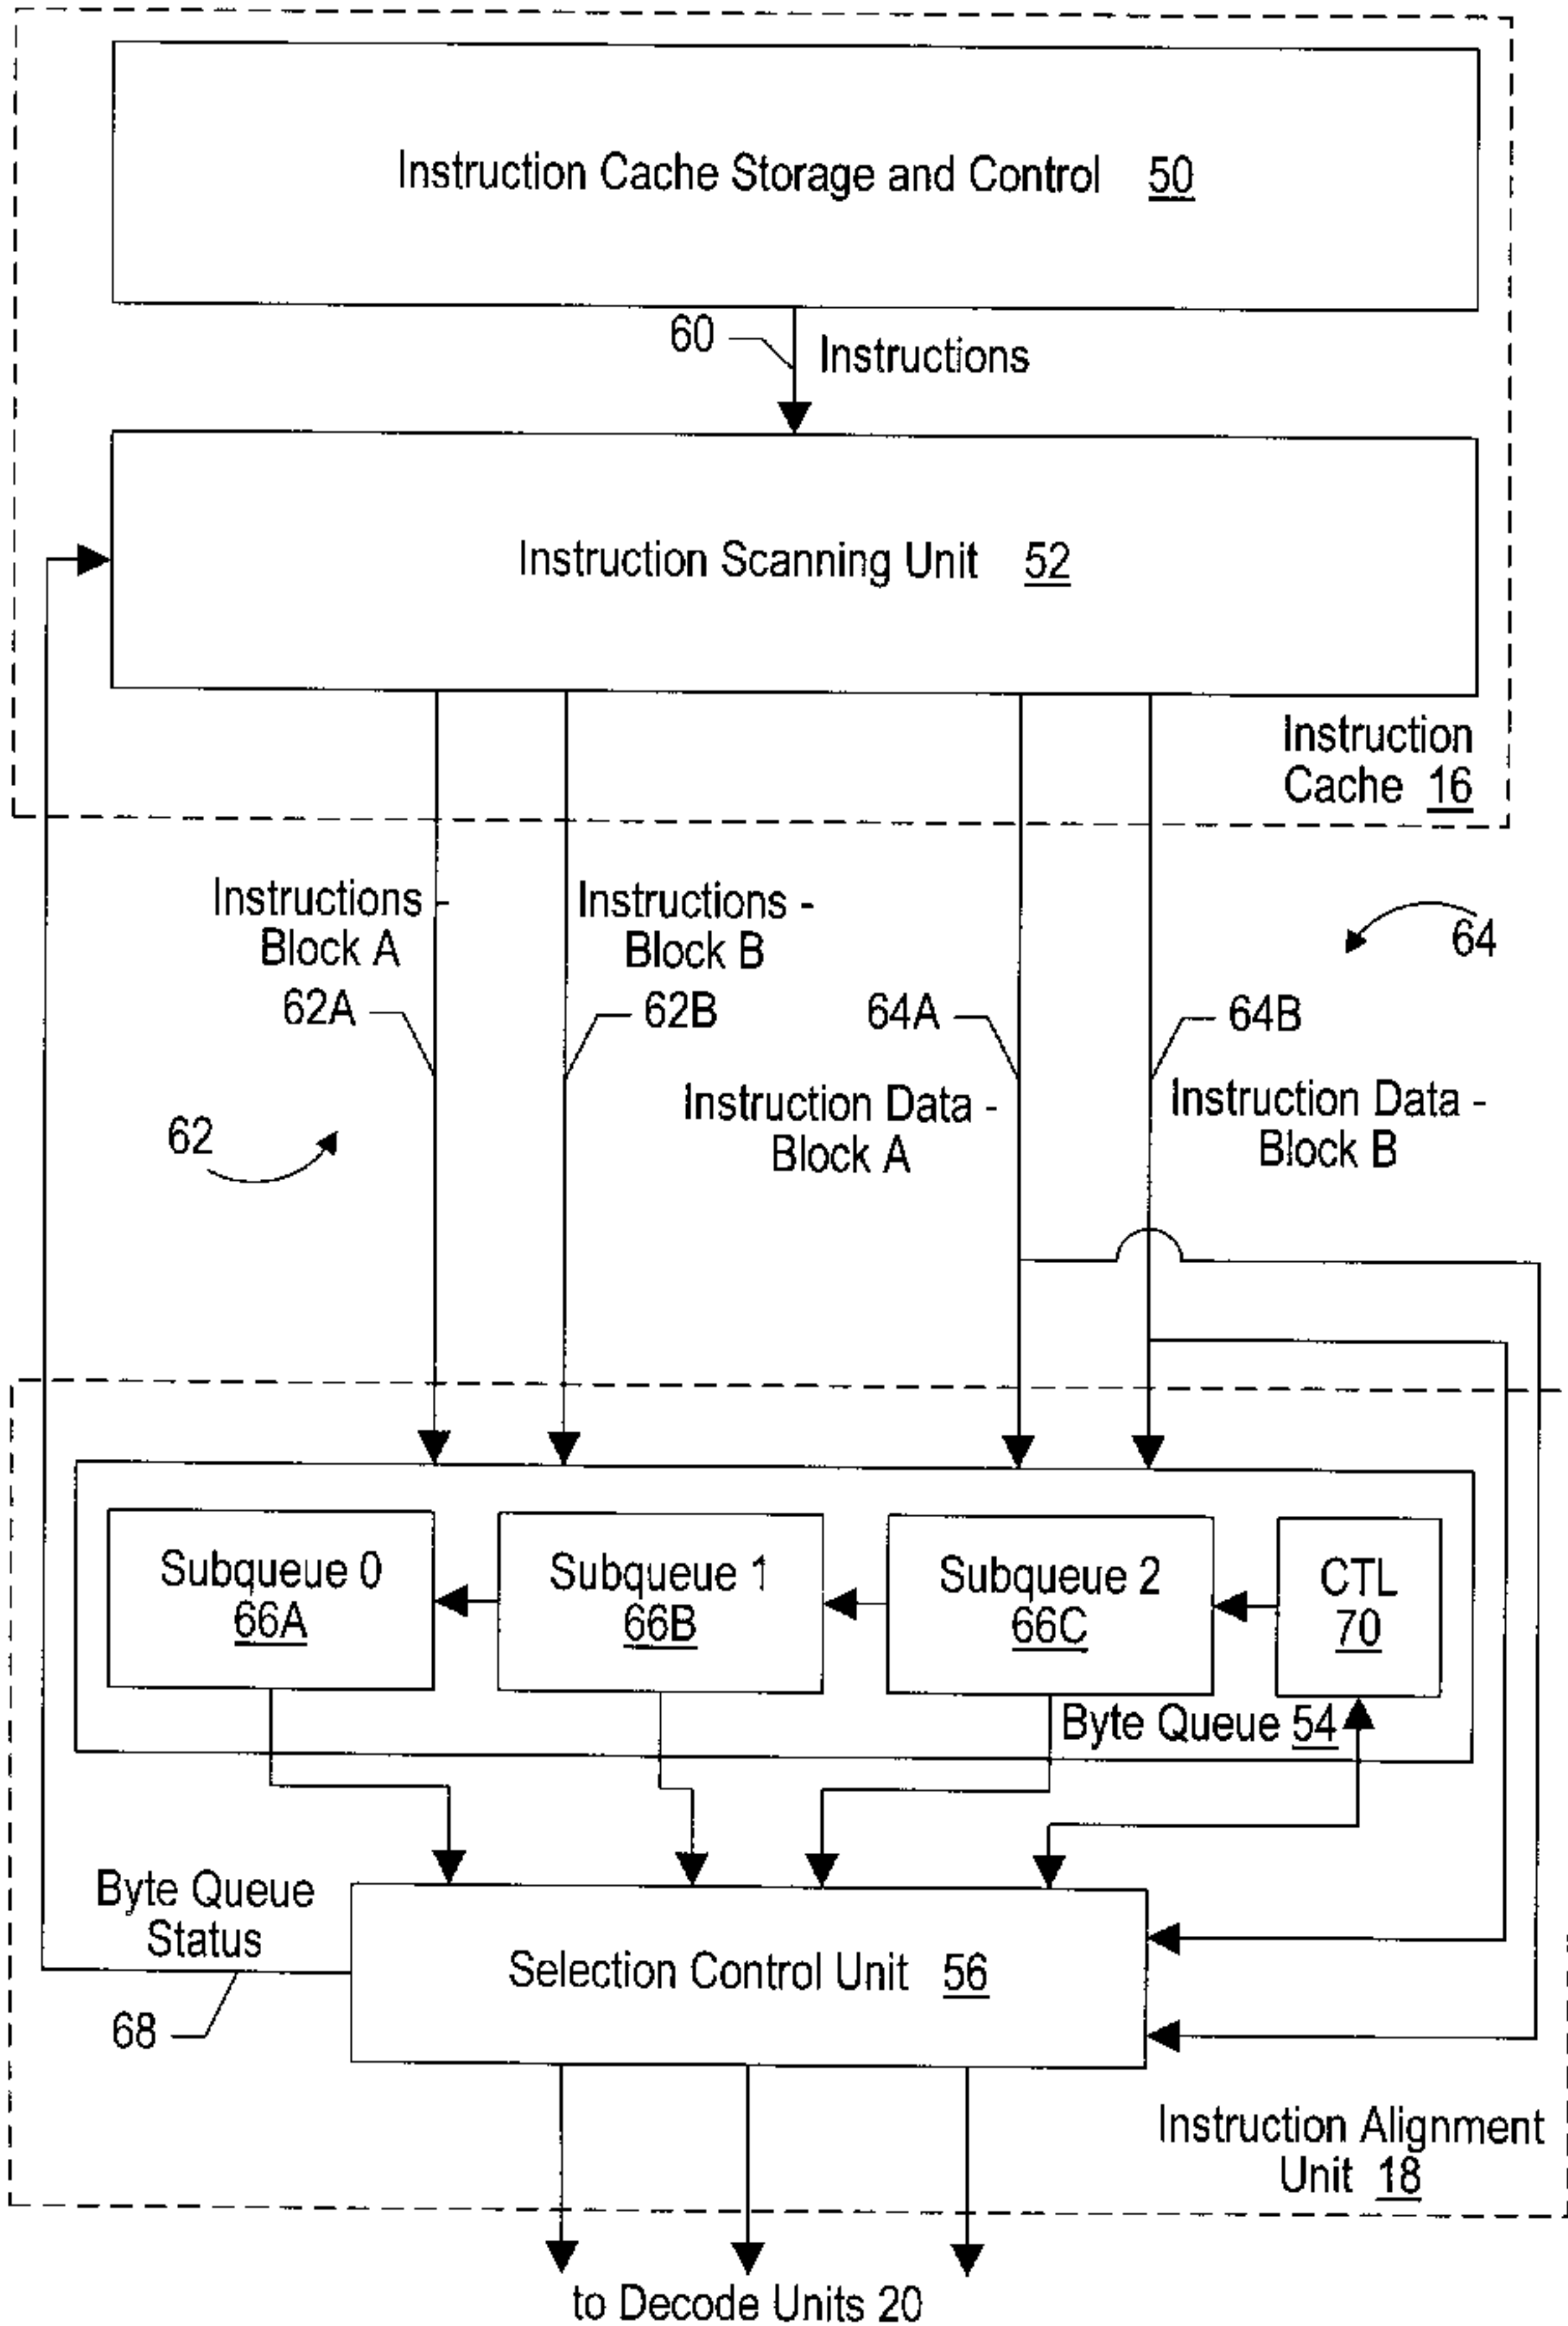 Instruction Cache Storage and Control 50
60
Instructions
Instruction Scanning Unit 52
Instruction
Cache 16
Instructions -
Block A
Instructions -
Block B
64
62A
62B
64A
64B
Instruction Data -
Block A
Instruction Data -
Block B
62
Subqueue 0
66A
Subqueue 1
66B
Subqueue 2
66C
CTL
70
Byte Queue 54
Byte Queue
Status
68
Selection Control Unit 56
Instruction Alignment
Unit 18
to Decode Units 20